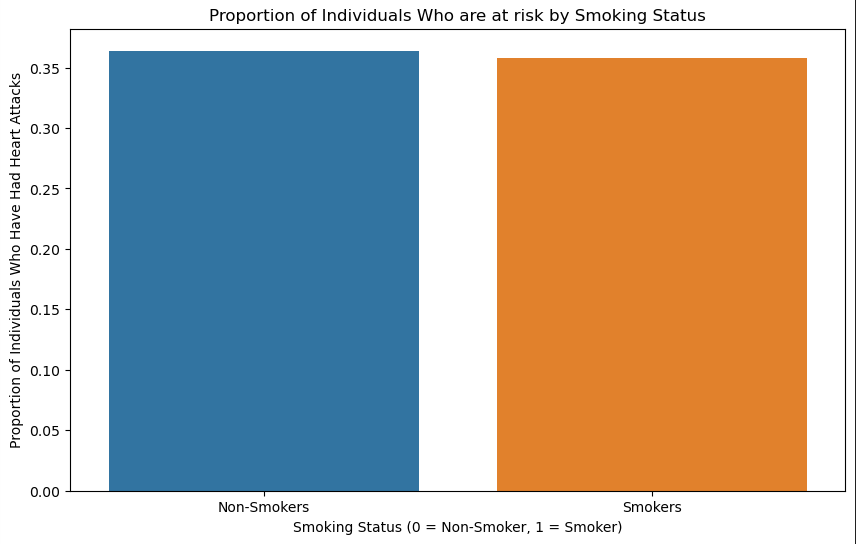 Proportion of Individuals Who are at risk by Smoking Status
Proportion of Individuals Who Have Had Heart Attacks
0.35
0.30
0.25
0.20
0.15
0.10
0.05
0.00
Non-Smokers
Smokers
Smoking Status (0 = Non-Smoker, 1 = Smoker)